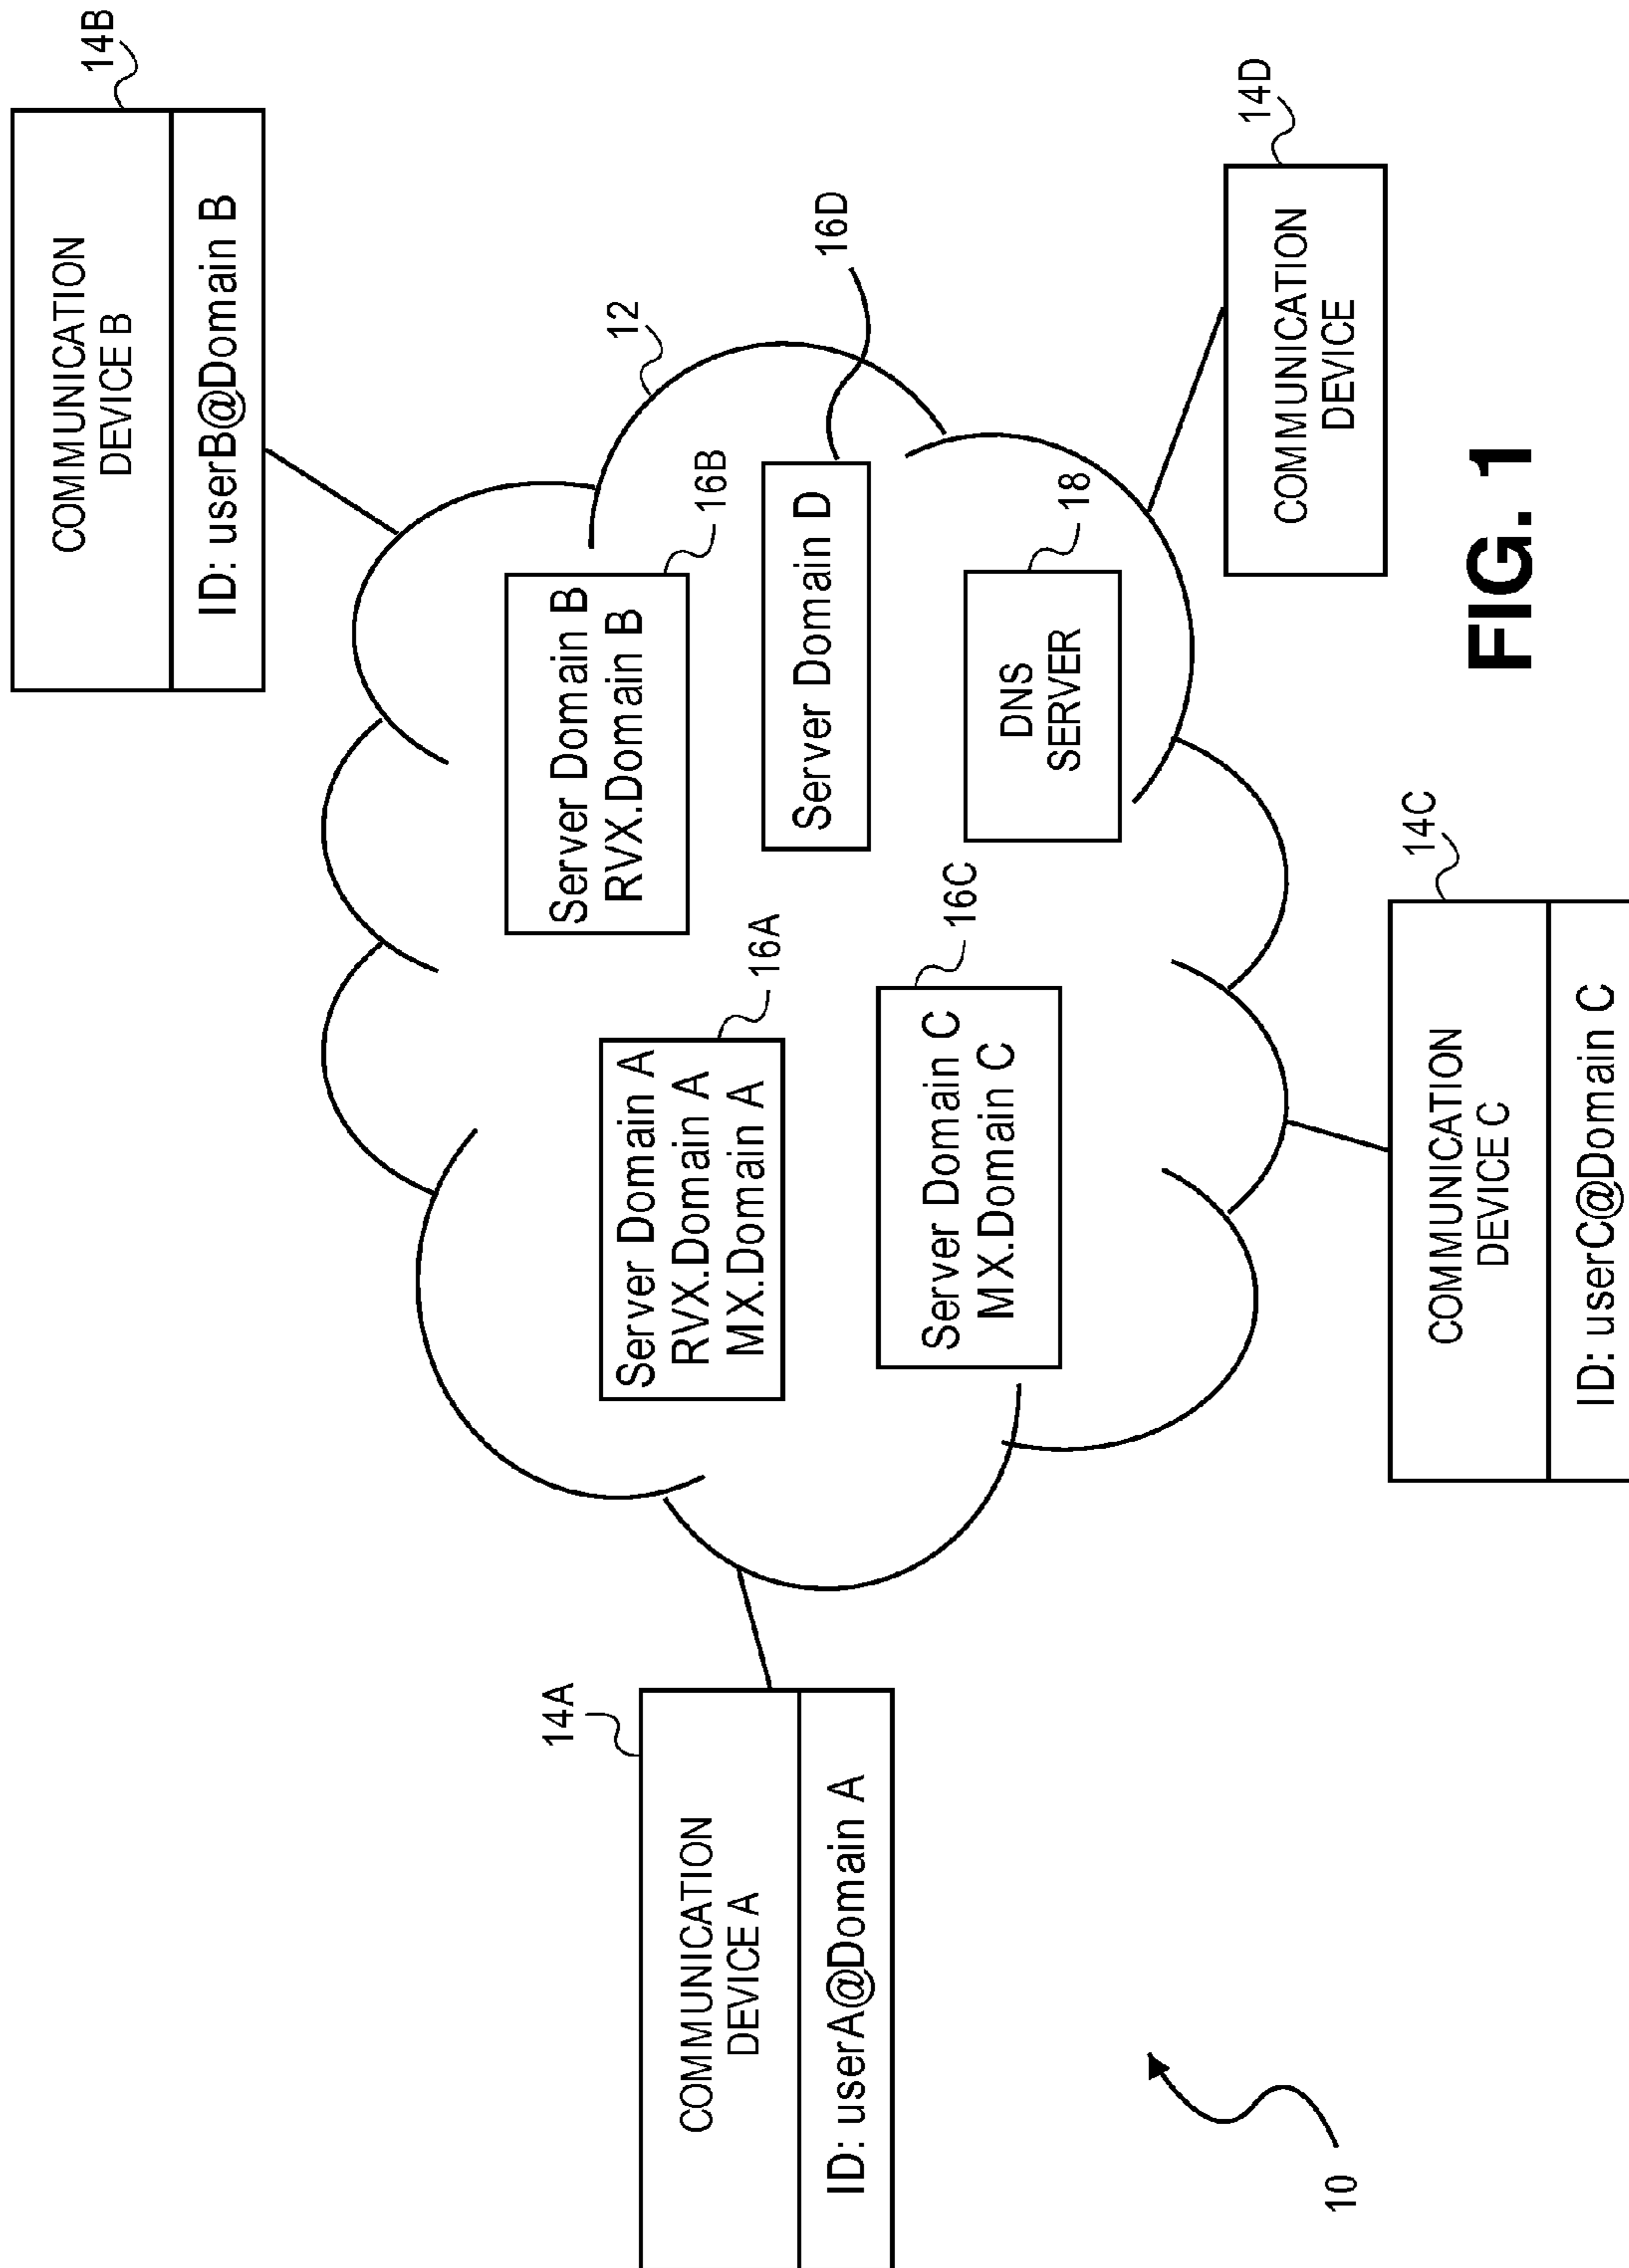 14B
COMMUNICATION
DEVICE B
ID: userB@Domain B
12
16D
14D
COMMUNICATION
DEVICE
16B
Server Domain B
RVX.Domain B
Server Domain D
18
DNS
SERVER
16A
Server Domain A
RVX.Domain A
MX.Domain A
16C
Server Domain C
MX.Domain C
14C
COMMUNICATION
DEVICE C
ID: userC@Domain C
14A
COMMUNICATION
DEVICE A
ID: userA@Domain A
10
FIG. 1